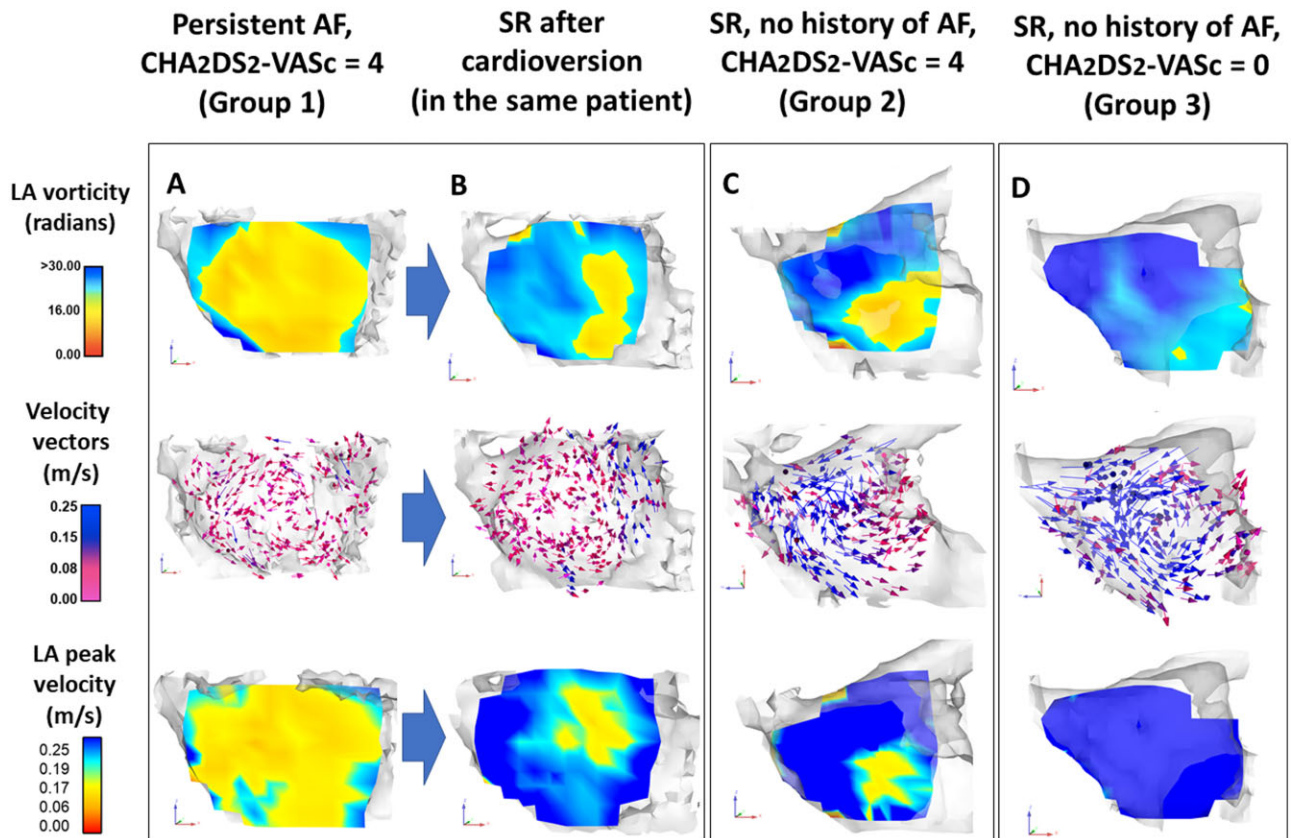 Persistent AF,
CHA2DS2-VASc = 4
(Group 1)
SR after
cardioversion
(in the same patient)
SR, no history of AF,
CHA2DS2-VASc = 4
(Group 2)
SR, no history of AF,
CHA2DS2-VASc = 0
(Group 3)
LA vorticity
(radians)
>30.00
16.00
0.00
A
B
C
D
Velocity
vectors
(m/s)
0.25
0.15
0.08
0.00
LA peak
velocity
(m/s)
0.25
0.19
0.17
0.06
0.00